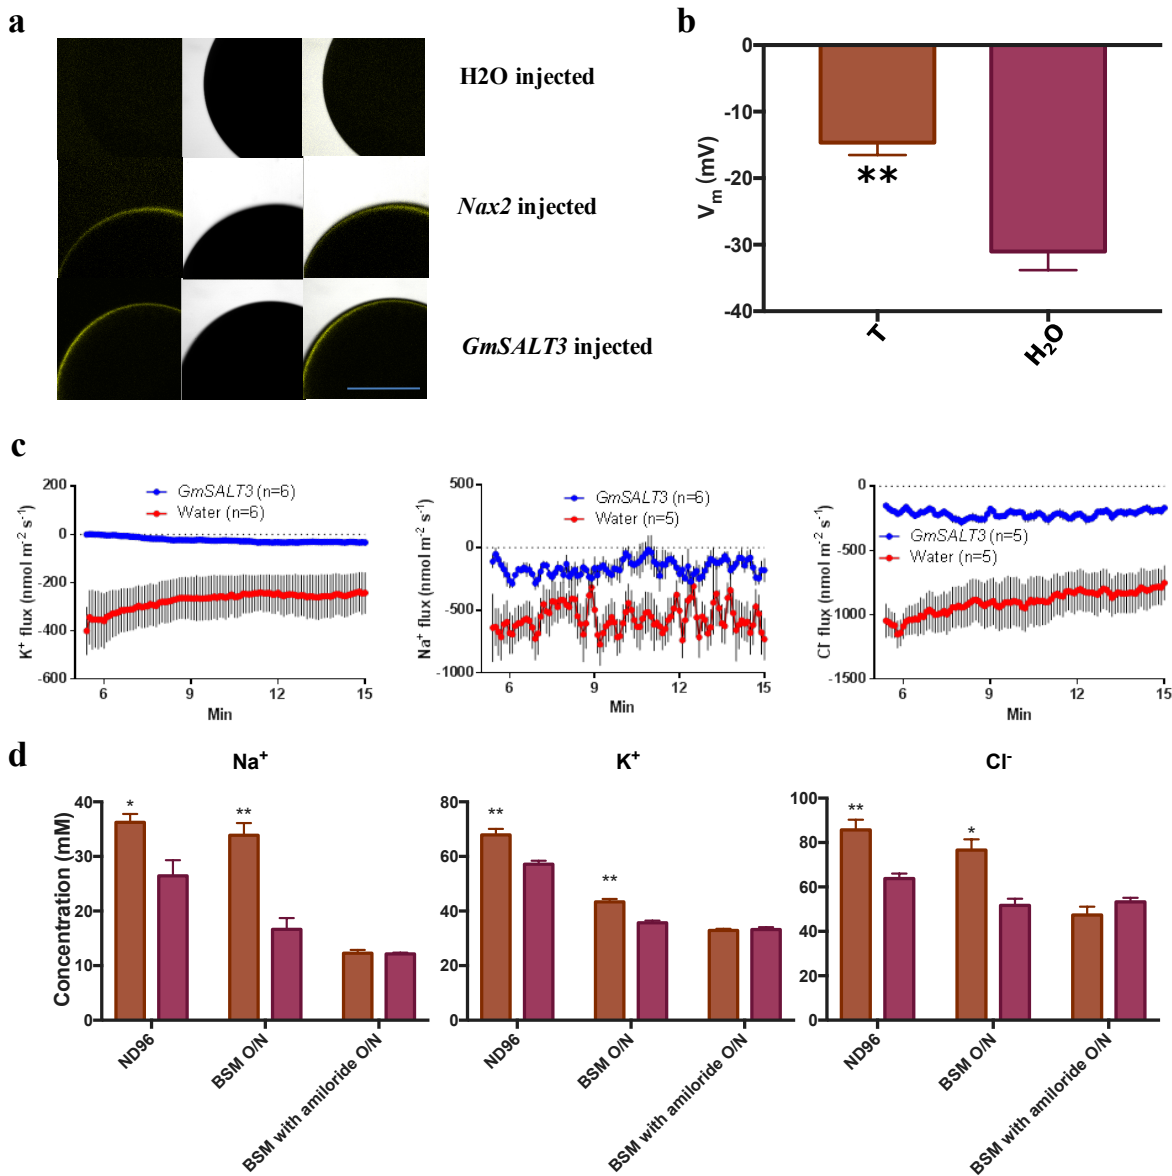 a
H2O injected
Nax2 injected
GmSALT3 injected
b
0
-10
-20
-30
-40
Vm (mV)
**
T
H2O
c
200
0
-200
-400
-600
K+ flux (nmol m-2 s-1)
GmSALT3 (n=6)
Water (n=6)
6 9 12 15
Min
500
0
-500
-1000
Na+ flux (nmol m-2 s-1)
GmSALT3 (n=6)
Water (n=5)
6 9 12 15
Min
0
-500
-1000
-1500
Cl- flux (nmol m-2 s-1)
GmSALT3 (n=5)
Water (n=5)
6 9 12 15
Min
d
Na+
40
30
20
10
0
Concentration (mM)
*
**
ND96
BSM O/N
BSM with amiloride O/N
K+
80
60
40
20
0
**
**
ND96
BSM O/N
BSM with amiloride O/N
Cl-
100
80
60
40
20
0
**
*
ND96
BSM O/N
BSM with amiloride O/N